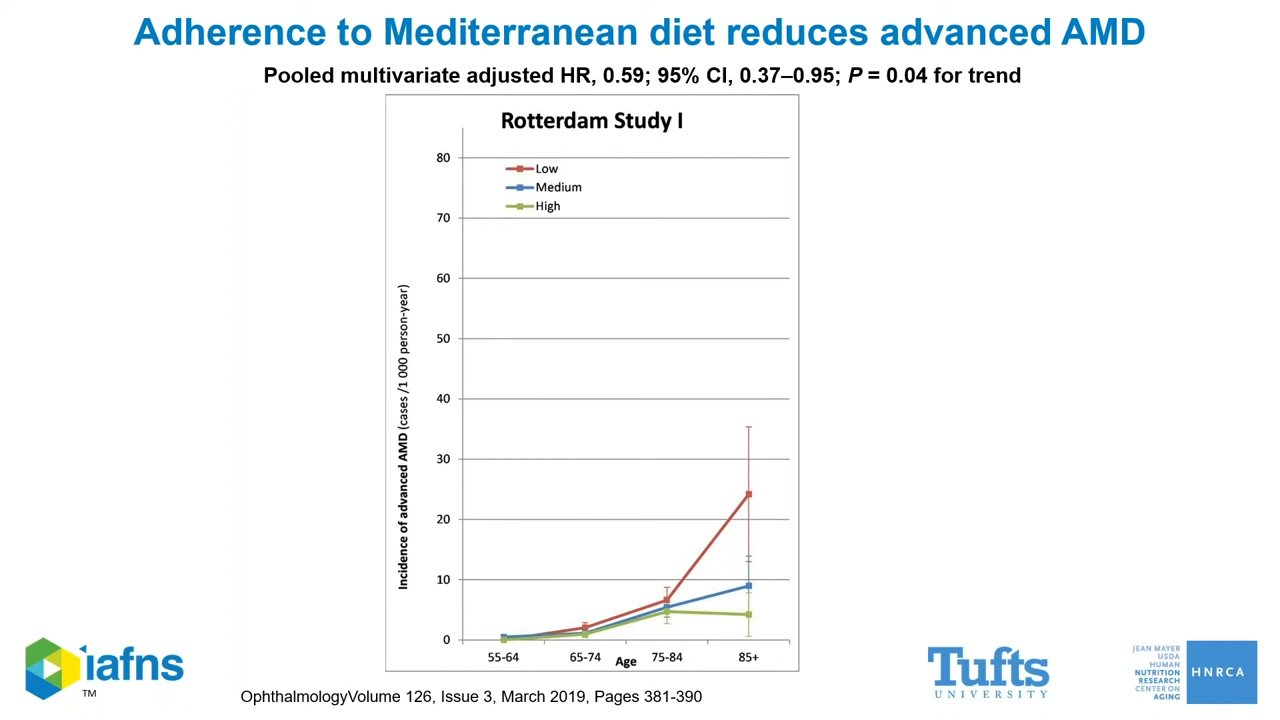 Adherence to Mediterranean diet reduces advanced AMD
Pooled multivariate adjusted HR, 0.59; 95% CI, 0.37–0.95; P = 0.04 for trend
Rotterdam Study I
Low
Medium
High
80
70
60
50
40
30
20
10
0
Incidence of advanced AMD (cases /1 000 person-year)
55-64
65-74
75-84
85+
Age
iafns
TM
OphthalmologyVolume 126, Issue 3, March 2019, Pages 381-390
Tufts
UNIVERSITY
JEAN MAYER
USDA
HUMAN
NUTRITION
RESEARCH
CENTER ON
AGING
HNRCA